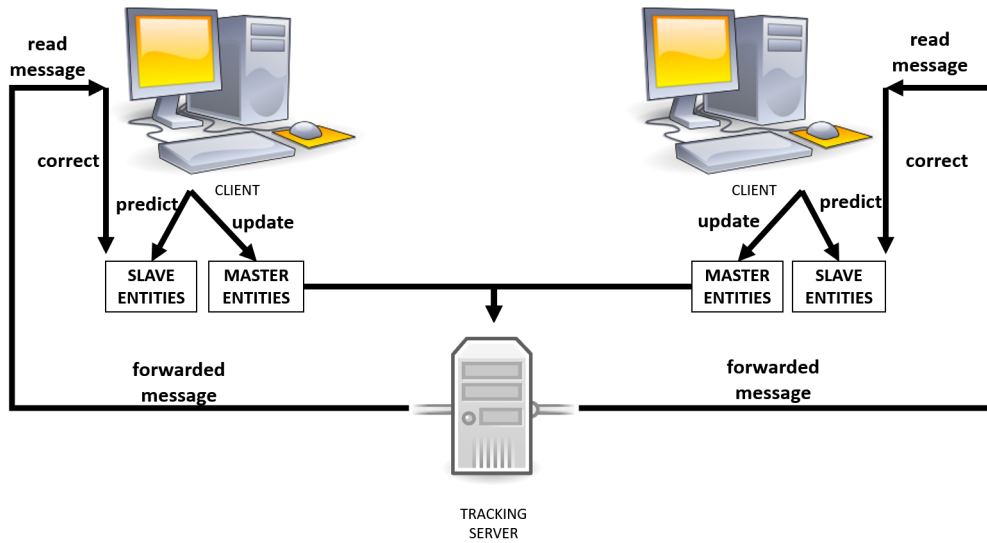 read
message
read
message
correct
correct
CLIENT
CLIENT
predict
update
update
predict
SLAVE
ENTITIES
MASTER
ENTITIES
MASTER
ENTITIES
SLAVE
ENTITIES
forwarded
message
forwarded
message
TRACKING
SERVER